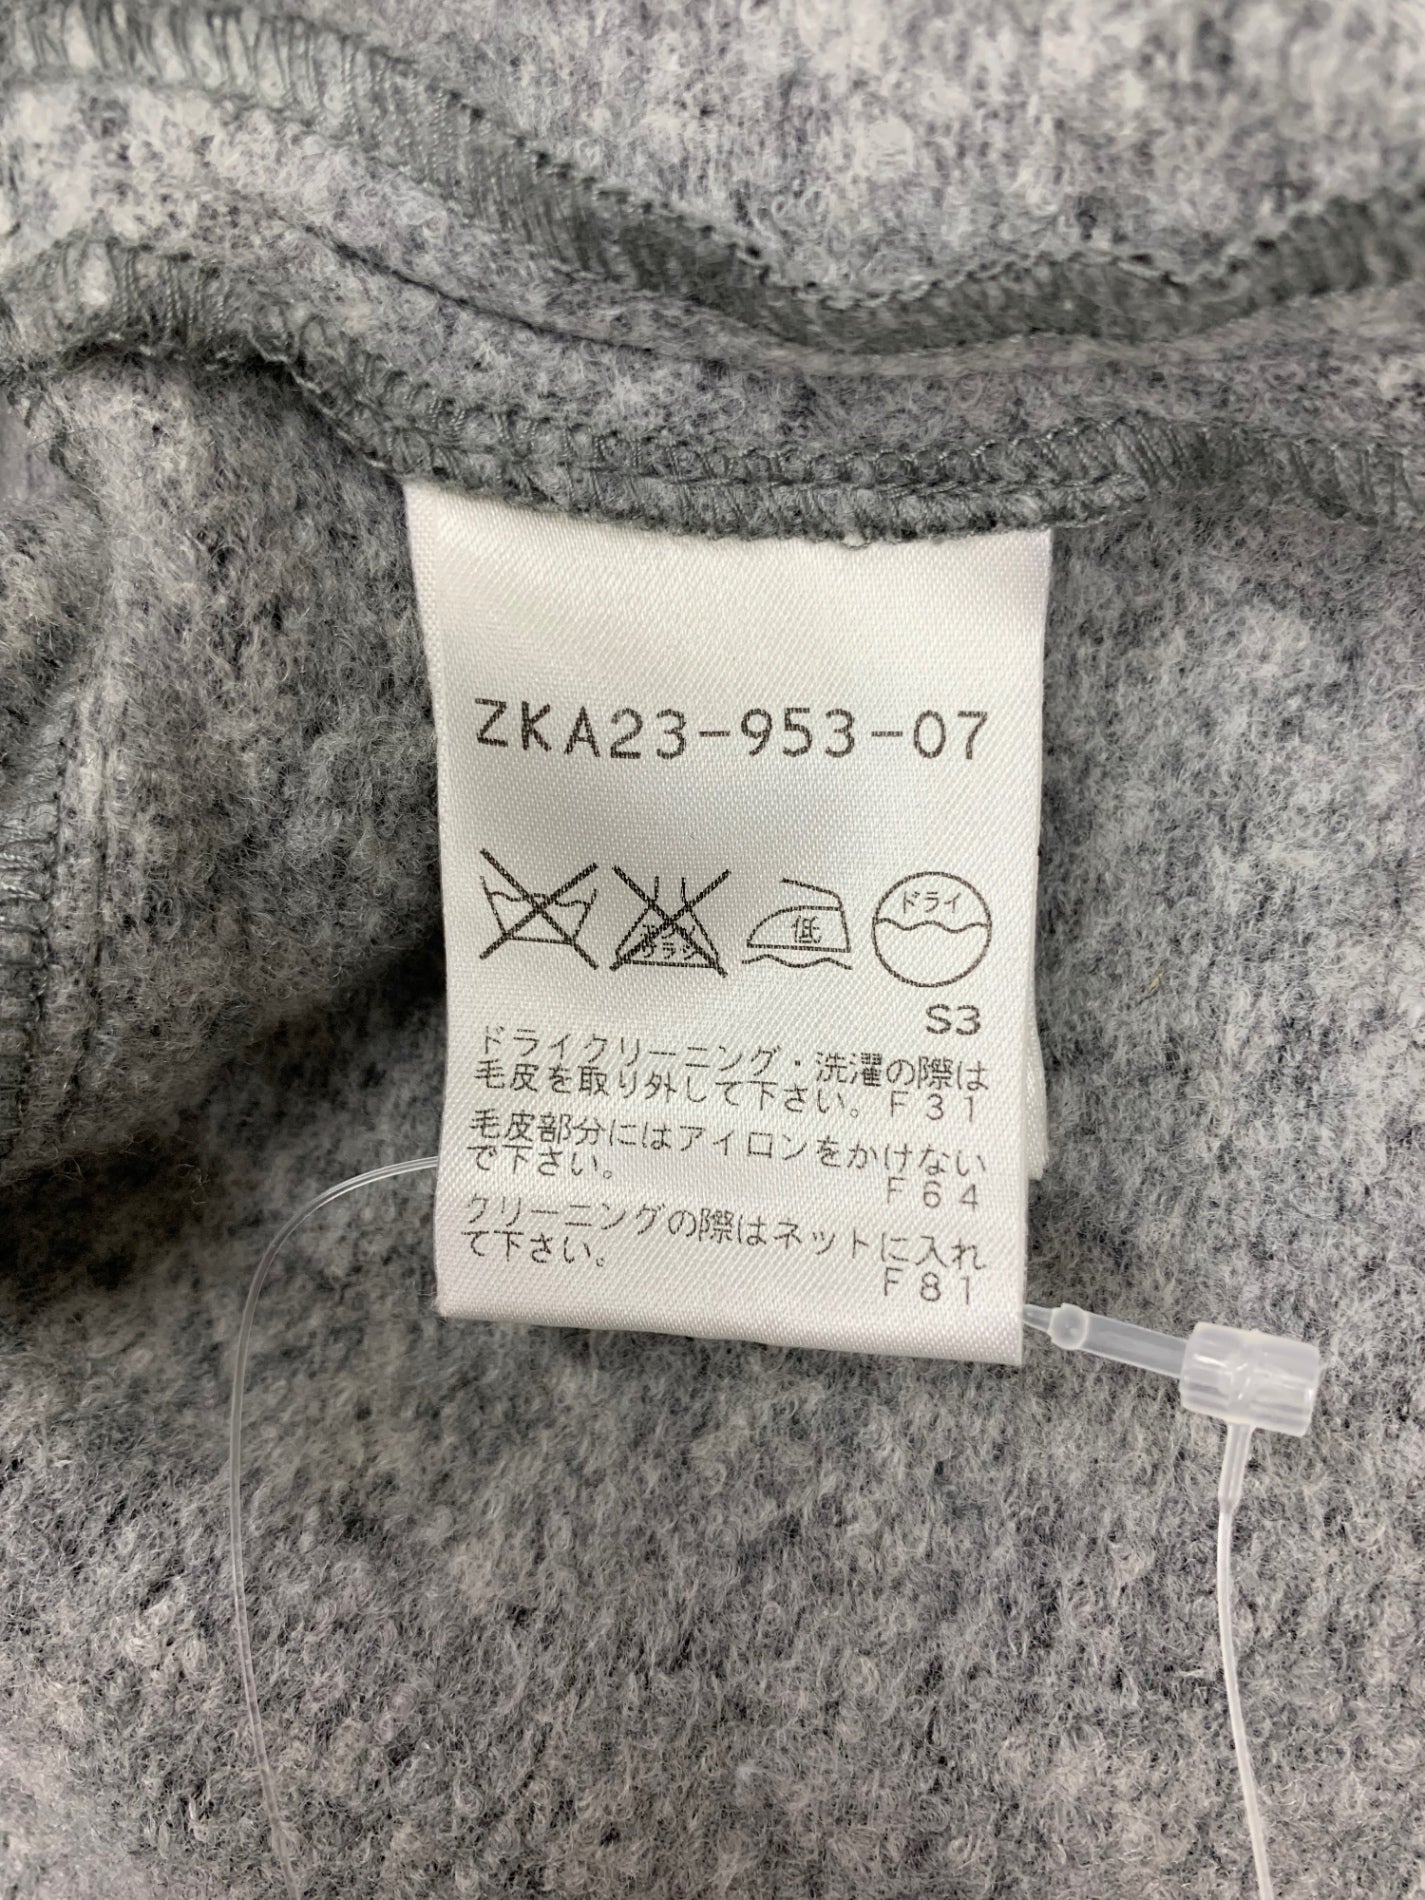 ZKA23-953-07
低
ドライ
S3
ドライクリーニング・洗濯の際は
毛皮を取り外して下さい。F31
毛皮部分にはアイロンをかけない
で下さい。 F64
クリーニングの際はネットに入れ
て下さい。 F81